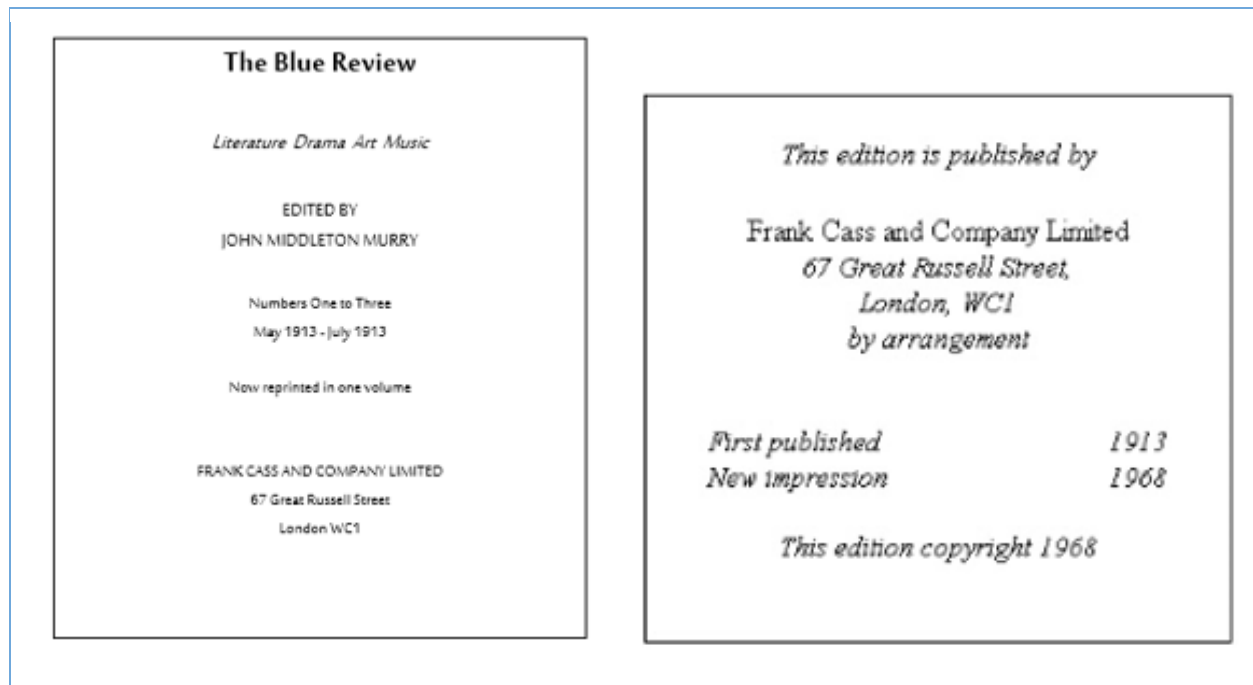 The Blue Review
Literature Drama Art Music
EDITED BY
JOHN MIDDLETON MURRY
Numbers One to Three
May 1913 - July 1913
Now reprinted in one volume
FRANK CASS AND COMPANY LIMITED
67 Great Russell Street
London WC1
This edition is published by
Frank Cass and Company Limited
67 Great Russell Street,
London, WC1
by arrangement
First published 1913
New impression 1968
This edition copyright 1968